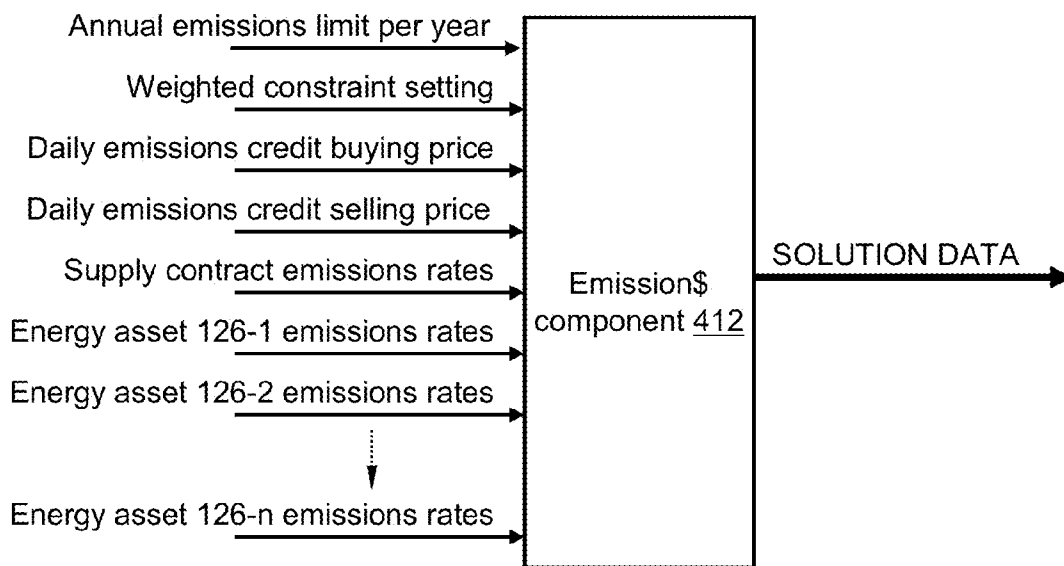 Annual emissions limit per year
Weighted constraint setting
Daily emissions credit buying price
Daily emissions credit selling price
Supply contract emissions rates
Energy asset 126-1 emissions rates
Energy asset 126-2 emissions rates
Energy asset 126-n emissions rates
Emission$
component 412
SOLUTION DATA